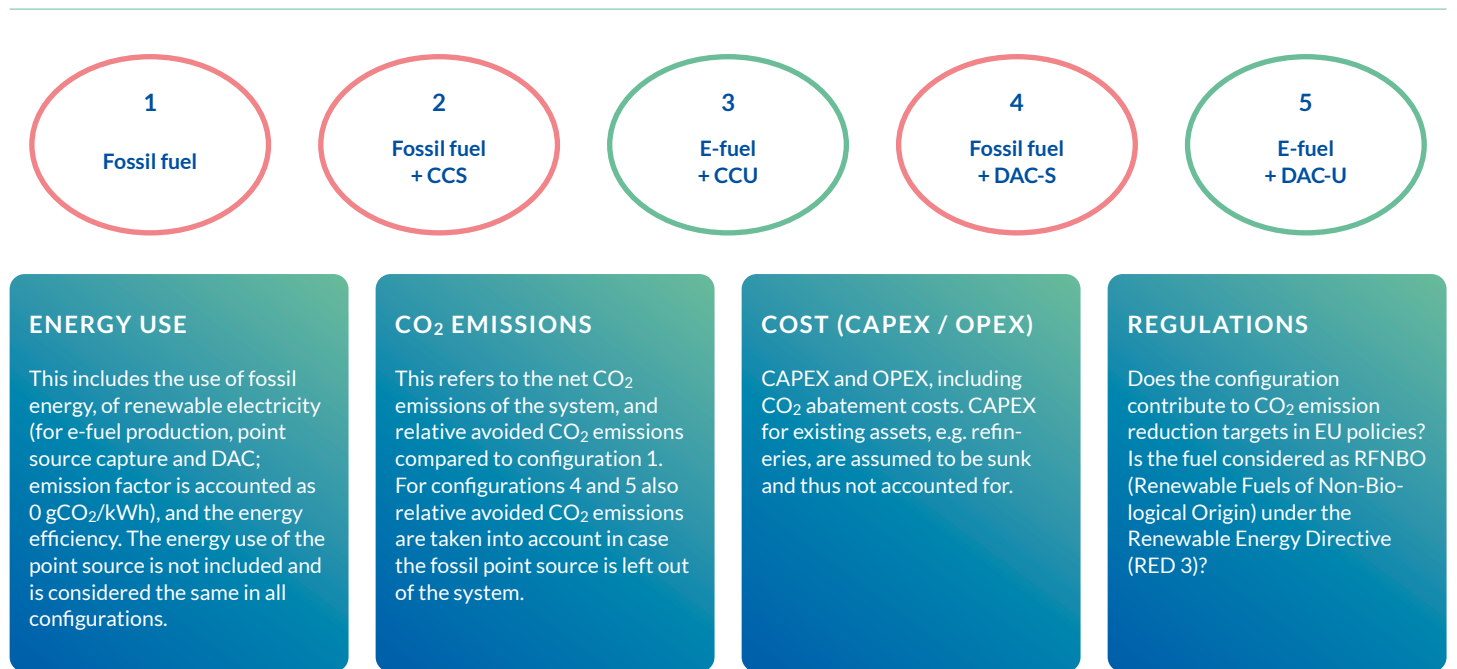 1
Fossil fuel
2
Fossil fuel
+ CCS
3
E-fuel
+ CCU
4
Fossil fuel
+ DAC-S
5
E-fuel
+ DAC-U
ENERGY USE
This includes the use of fossil
energy, of renewable electricity
(for e-fuel production, point
source capture and DAC;
emission factor is accounted as
0 gCO₂/kWh), and the energy
efficiency. The energy use of the
point source is not included and
is considered the same in all
configurations.
CO₂ EMISSIONS
This refers to the net CO₂
emissions of the system, and
relative avoided CO₂ emissions
compared to configuration 1.
For configurations 4 and 5 also
relative avoided CO₂ emissions
are taken into account in case
the fossil point source is left out
of the system.
COST (CAPEX / OPEX)
CAPEX and OPEX, including
CO₂ abatement costs. CAPEX
for existing assets, e.g. refin-
eries, are assumed to be sunk
and thus not accounted for.
REGULATIONS
Does the configuration
contribute to CO₂ emission
reduction targets in EU policies?
Is the fuel considered as RFNBO
(Renewable Fuels of Non-Bio-
logical Origin) under the
Renewable Energy Directive
(RED 3)?